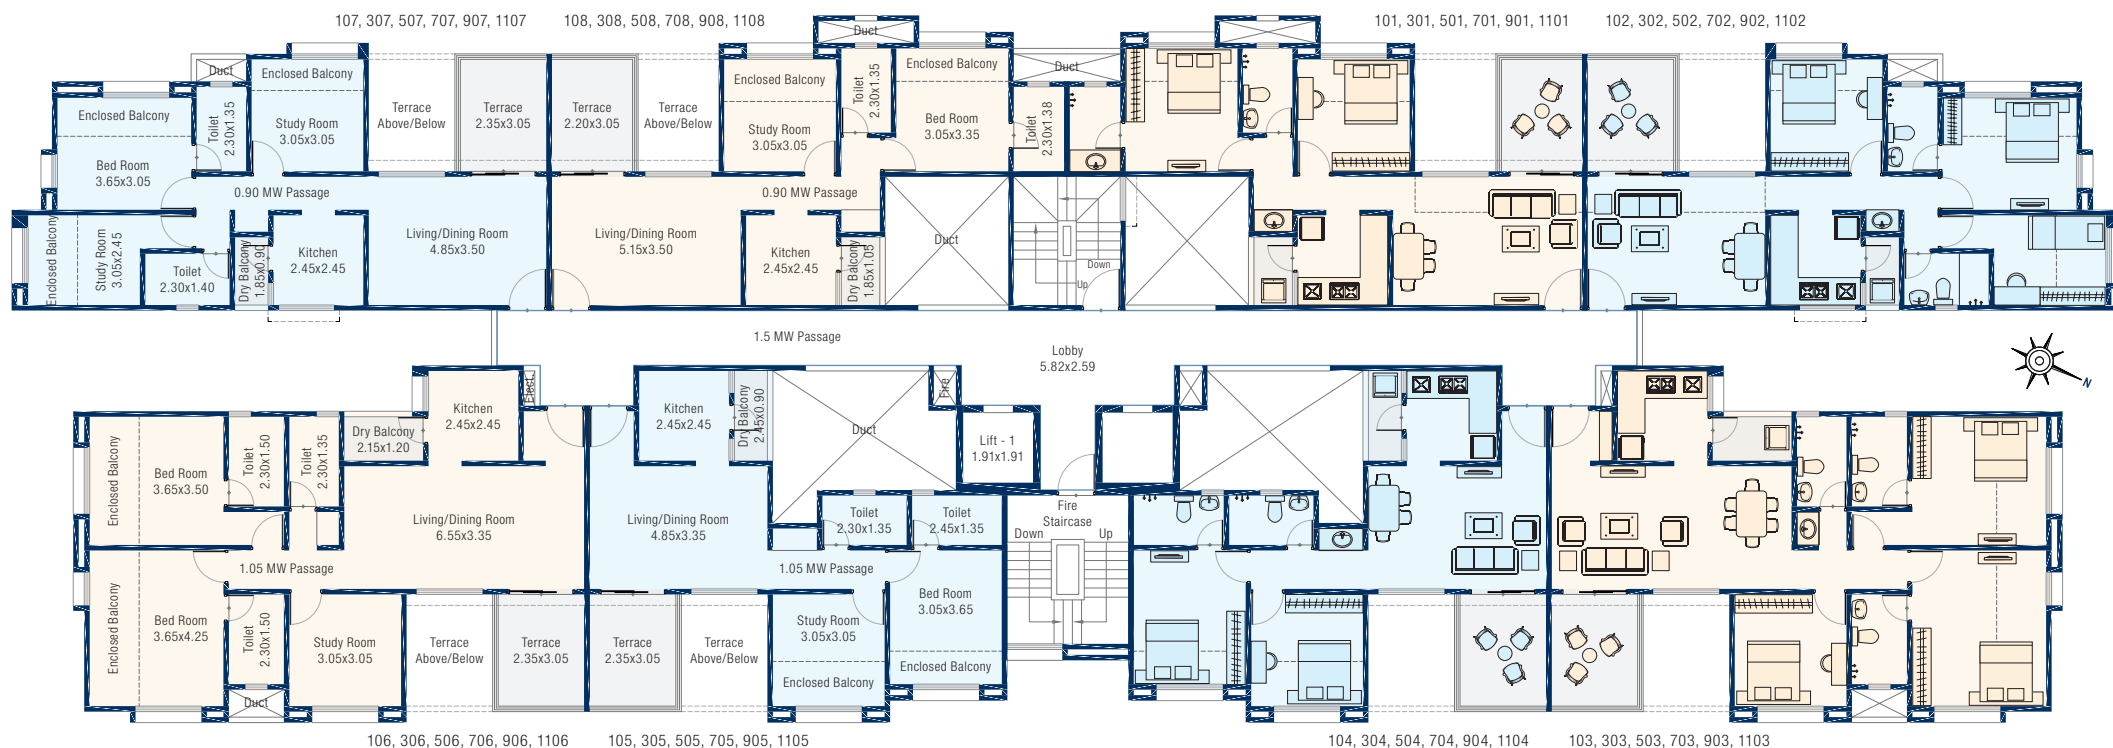 107, 307, 507, 707, 907, 1107
108, 308, 508, 708, 908, 1108
101, 301, 501, 701, 901, 1101
102, 302, 502, 702, 902, 1102
Duct
Enclosed Balcony
Study Room
3.05x3.05
Enclosed Balcony
Bed Room
3.65x3.05
Toilet
2.30x1.35
Terrace
Above/Below
Terrace
2.35x3.05
Terrace
2.20x3.05
Terrace
Above/Below
Enclosed Balcony
Study Room
3.05x3.05
Duct
Toilet
2.30x1.35
Enclosed Balcony
Bed Room
3.05x3.35
Duct
Toilet
2.30x1.38
0.90 MW Passage
0.90 MW Passage
Enclosed Balcony
Study Room
3.05x2.45
Toilet
2.30x1.40
Dry Balcony
1.85x0.90
Kitchen
2.45x2.45
Living/Dining Room
4.85x3.50
Living/Dining Room
5.15x3.50
Kitchen
2.45x2.45
Dry Balcony
1.85x1.05
Duct
Down
Up
1.5 MW Passage
Lobby
5.82x2.59
N
Elect.
Fire
Kitchen
2.45x2.45
Dry Balcony
2.15x1.20
Kitchen
2.45x2.45
Dry Balcony
2.45x0.90
Duct
Lift - 1
1.91x1.91
Enclosed Balcony
Bed Room
3.65x3.50
Toilet
2.30x1.50
Toilet
2.30x1.35
Living/Dining Room
6.55x3.35
Living/Dining Room
4.85x3.35
Toilet
2.30x1.35
Toilet
2.45x1.35
Fire
Staircase
Down
Up
1.05 MW Passage
1.05 MW Passage
Enclosed Balcony
Bed Room
3.65x4.25
Toilet
2.30x1.50
Duct
Study Room
3.05x3.05
Terrace
Above/Below
Terrace
2.35x3.05
Terrace
2.35x3.05
Terrace
Above/Below
Study Room
3.05x3.05
Enclosed Balcony
Bed Room
3.05x3.65
Enclosed Balcony
106, 306, 506, 706, 906, 1106
105, 305, 505, 705, 905, 1105
104, 304, 504, 704, 904, 1104
103, 303, 503, 703, 903, 1103